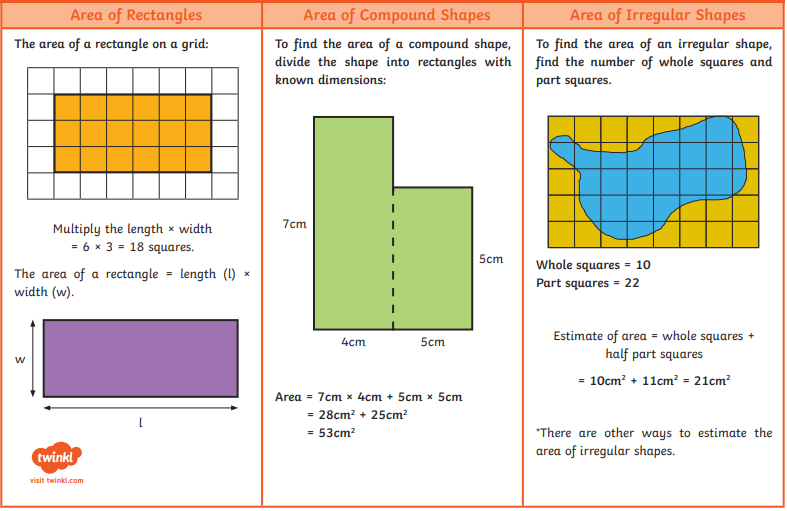 Area of Rectangles
The area of a rectangle on a grid:
Multiply the length × width
= 6 × 3 = 18 squares.
The area of a rectangle = length (l) ×
width (w).
w
l
twinkl
visit twinkl.com
Area of Compound Shapes
To find the area of a compound shape,
divide the shape into rectangles with
known dimensions:
7cm
5cm
4cm
5cm
Area = 7cm × 4cm + 5cm × 5cm
= 28cm² + 25cm²
= 53cm²
Area of Irregular Shapes
To find the area of an irregular shape,
find the number of whole squares and
part squares.
Whole squares = 10
Part squares = 22
Estimate of area = whole squares +
half part squares
= 10cm² + 11cm² = 21cm²
*There are other ways to estimate the
area of irregular shapes.